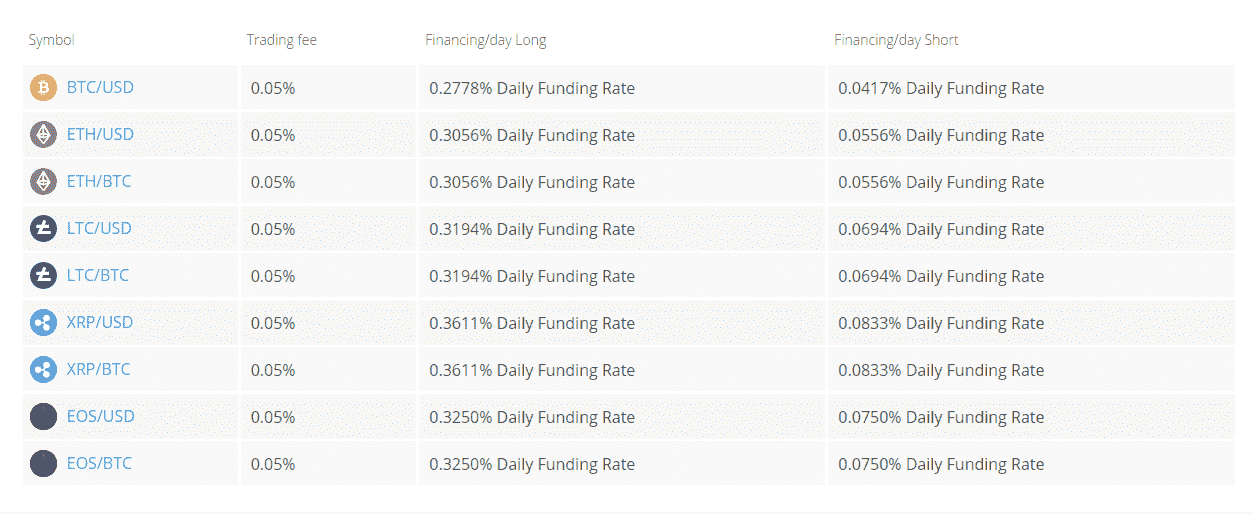 Symbol Trading fee Financing/day Long Financing/day Short
BTC/USD 0.05% 0.2778% Daily Funding Rate 0.0417% Daily Funding Rate
ETH/USD 0.05% 0.3056% Daily Funding Rate 0.0556% Daily Funding Rate
ETH/BTC 0.05% 0.3056% Daily Funding Rate 0.0556% Daily Funding Rate
LTC/USD 0.05% 0.3194% Daily Funding Rate 0.0694% Daily Funding Rate
LTC/BTC 0.05% 0.3194% Daily Funding Rate 0.0694% Daily Funding Rate
XRP/USD 0.05% 0.3611% Daily Funding Rate 0.0833% Daily Funding Rate
XRP/BTC 0.05% 0.3611% Daily Funding Rate 0.0833% Daily Funding Rate
EOS/USD 0.05% 0.3250% Daily Funding Rate 0.0750% Daily Funding Rate
EOS/BTC 0.05% 0.3250% Daily Funding Rate 0.0750% Daily Funding Rate